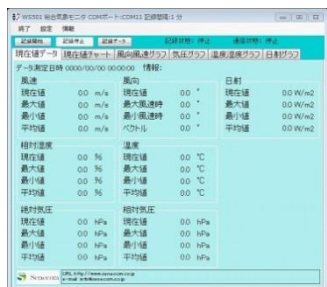 WS501 総合気象モニタ COMポート:COM11 記録間隔:1 分
終了 設定 情報
記録開始 記録停止 記録データ 記録状態: 停止 通信状態: 停止
現在値データ 現在値チャート 風向風速グラフ 気圧グラフ 温度湿度グラフ 日射グラフ
データ測定日時 0000/00/00 00:00:00 情報:
風速 風向 日射
現在値 0.0 m/s 現在値 0.0 ° 現在値 0.0 W/m2
最大値 0.0 m/s 最大風速時 0.0 ° 最大値 0.0 W/m2
最小値 0.0 m/s 最小風速時 0.0 ° 最小値 0.0 W/m2
平均値 0.0 m/s ベクトル 0.0 ° 平均値 0.0 W/m2
相対湿度 温度
現在値 0.0 % 現在値 0.0 ℃
最大値 0.0 % 最大値 0.0 ℃
最小値 0.0 % 最小値 0.0 ℃
平均値 0.0 % 平均値 0.0 ℃
絶対気圧 相対気圧
現在値 0.0 hPa 現在値 0.0 hPa
最大値 0.0 hPa 最大値 0.0 hPa
最小値 0.0 hPa 最小値 0.0 hPa
平均値 0.0 hPa 平均値 0.0 hPa
Sensecom